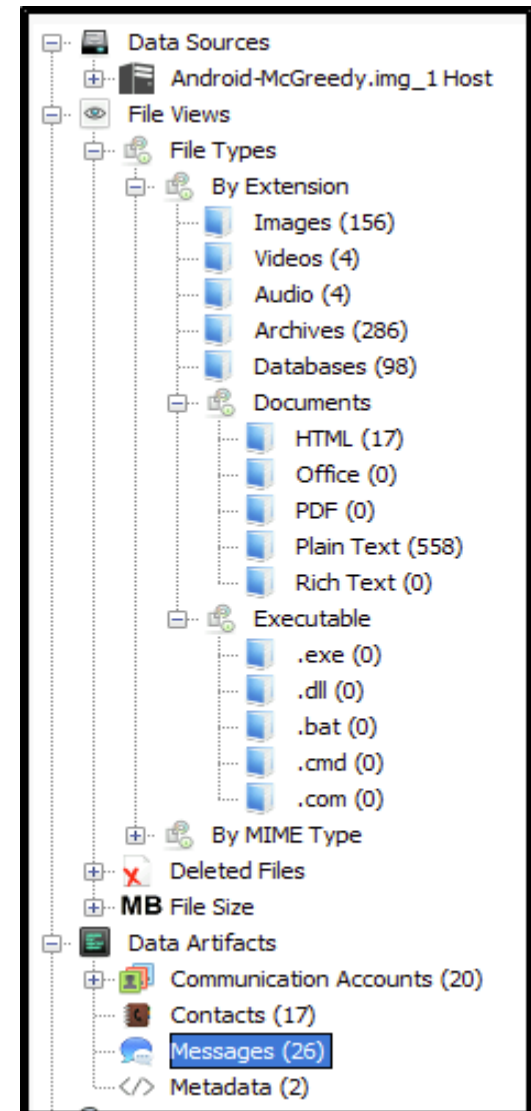 Data Sources
Android-McGreedy.img_1 Host
File Views
File Types
By Extension
Images (156)
Videos (4)
Audio (4)
Archives (286)
Databases (98)
Documents
HTML (17)
Office (0)
PDF (0)
Plain Text (558)
Rich Text (0)
Executable
.exe (0)
.dll (0)
.bat (0)
.cmd (0)
.com (0)
By MIME Type
Deleted Files
MB File Size
Data Artifacts
Communication Accounts (20)
Contacts (17)
Messages (26)
</> Metadata (2)